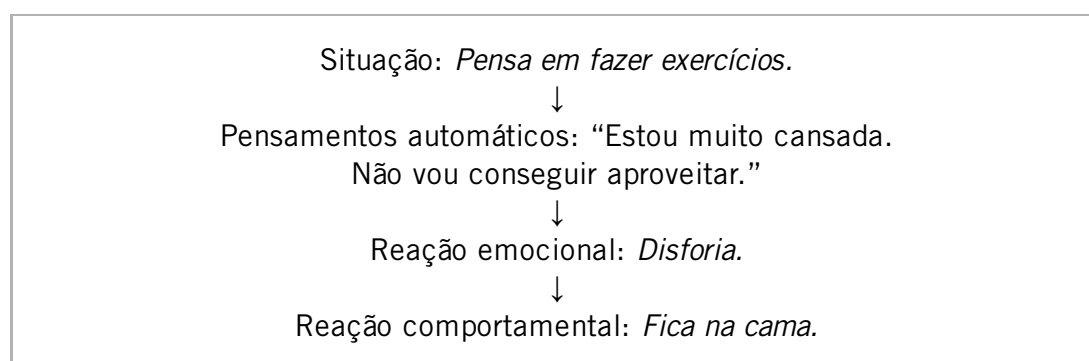 Situação: Pensa em fazer exercícios.
↓
Pensamentos automáticos: “Estou muito cansada.
Não vou conseguir aproveitar.”
↓
Reação emocional: Disforia.
↓
Reação comportamental: Fica na cama.